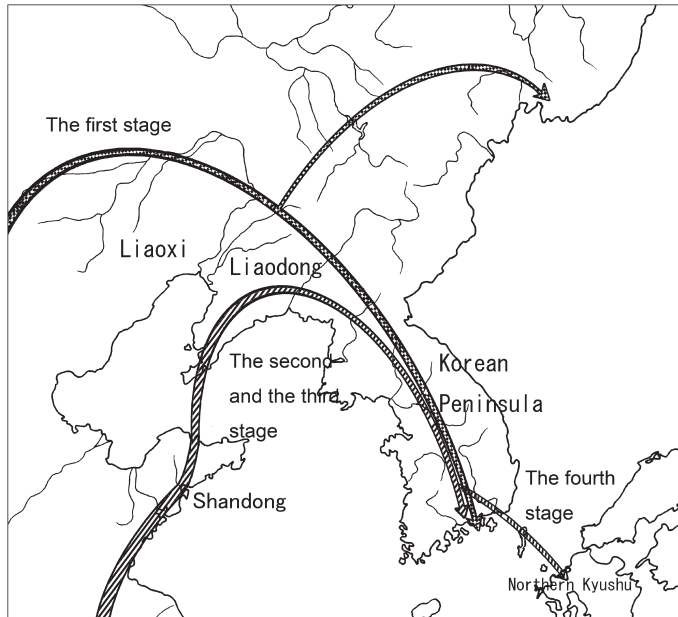 The first stage
Liaoxi
Liaodong
The second
and the third
stage
Korean
Peninsula
Shandong
The fourth
stage
Northern Kyushu